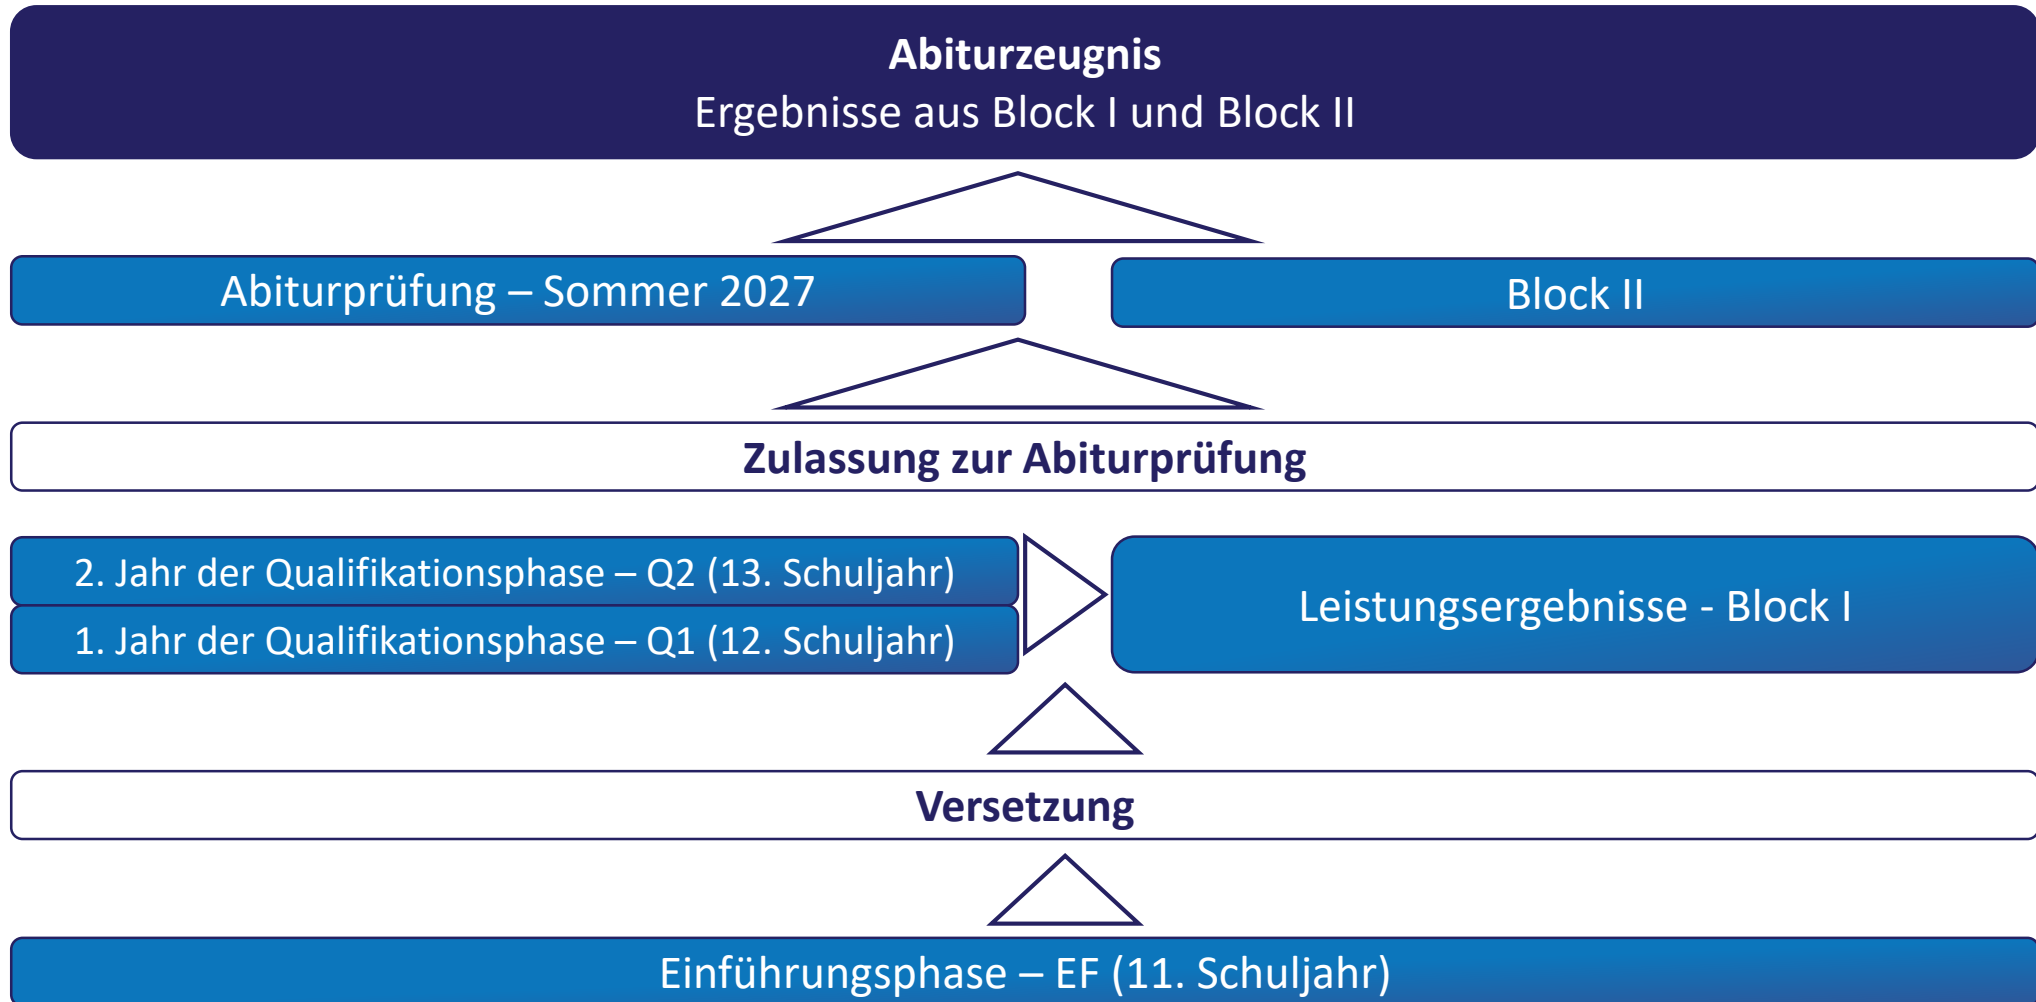 Abiturzeugnis
Ergebnisse aus Block I und Block II
Abiturprüfung – Sommer 2027
Block II
Zulassung zur Abiturprüfung
2. Jahr der Qualifikationsphase – Q2 (13. Schuljahr)
1. Jahr der Qualifikationsphase – Q1 (12. Schuljahr)
Leistungsergebnisse - Block I
Versetzung
Einführungsphase – EF (11. Schuljahr)